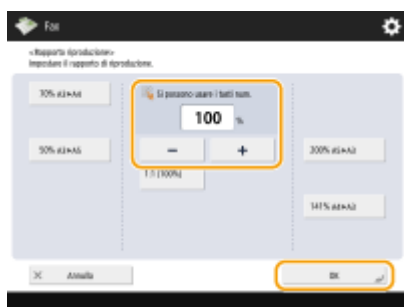 Fax
<Rapporto riproduzione>
Impostare il rapporto di riproduzione.
70% A3▸A4
Si possono usare i tasti num.
100 %
50% A3▸A5
−
+
200% A5▸A3
1:1 (100%)
141% A4▸A3
× Annulla
OK